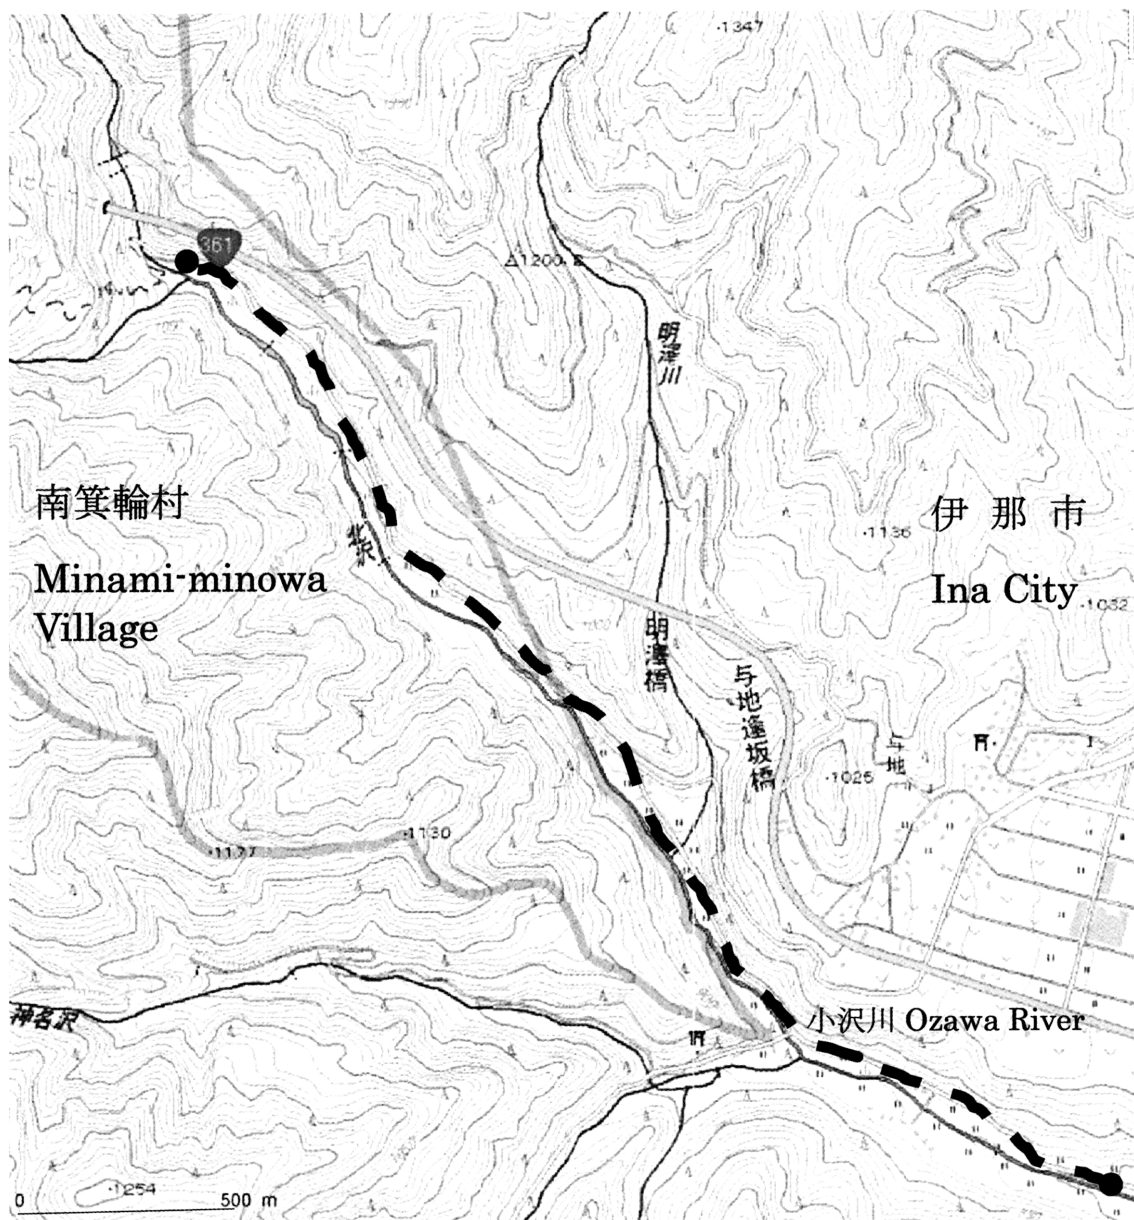 ·1347
361
△1200.2
明澤川
南箕輪村
Minami-minowa
Village
北沢
伊那市
Ina City
·1136
·1032
明澤橋
与地逢坂橋
与地
·1025
·1130
·1177
神名沢
小沢川 Ozawa River
·1254
0
500 m